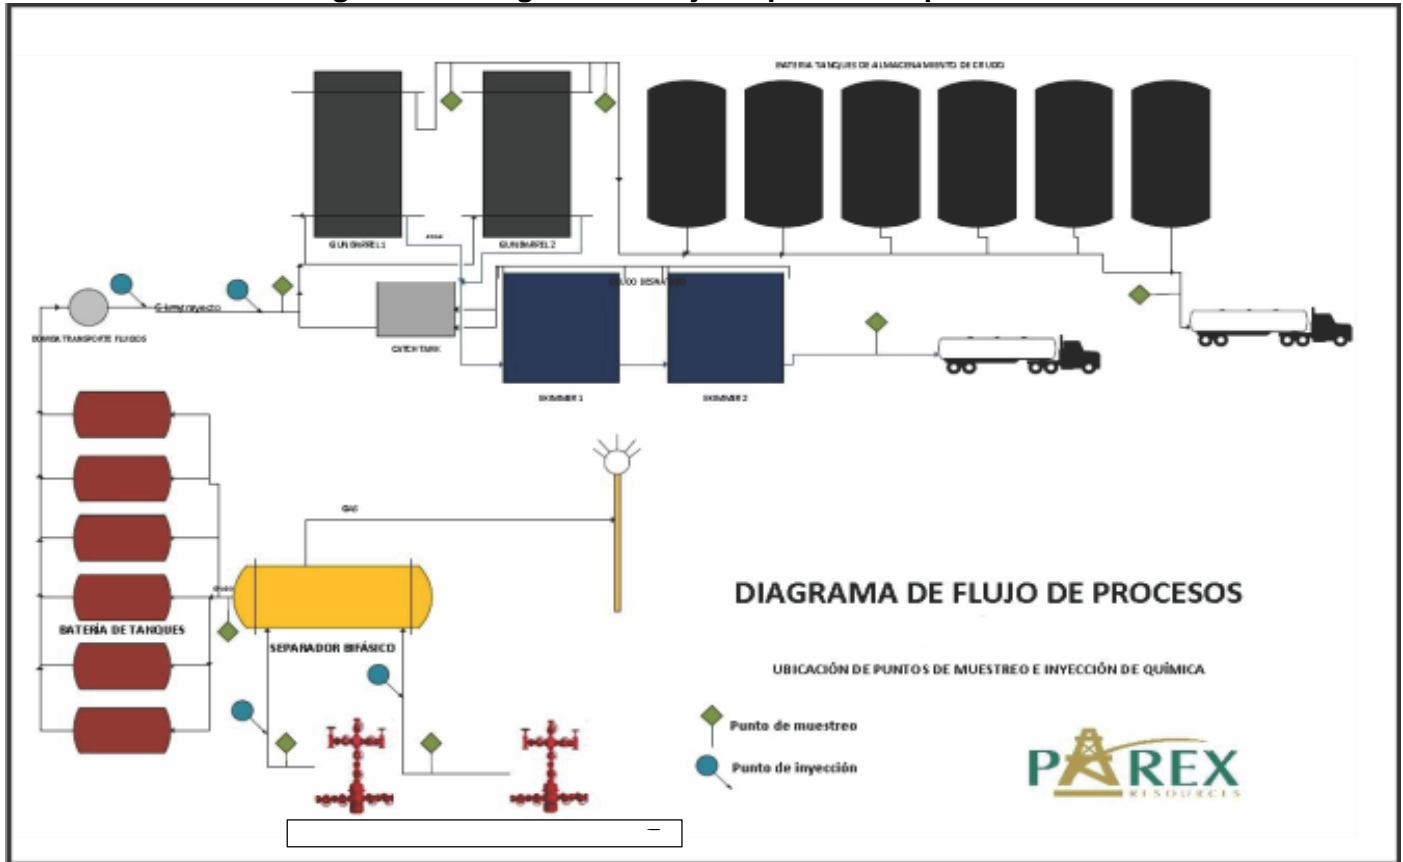 BATERIA TANQUES DE ALMACENAMIENTO DE CRUDO
GUN BARREL 1
GUN BARREL 2
BOMBA TRANSPORTE FLUIDOS
CATCH TANK
SKIMMER 1
SKIMMER 2
GAS
BATERÍA DE TANQUES
SEPARADOR BIFÁSICO
DIAGRAMA DE FLUJO DE PROCESOS
UBICACIÓN DE PUNTOS DE MUESTREO E INYECCIÓN DE QUÍMICA
Punto de muestreo
Punto de inyección
PAREX
RESOURCES